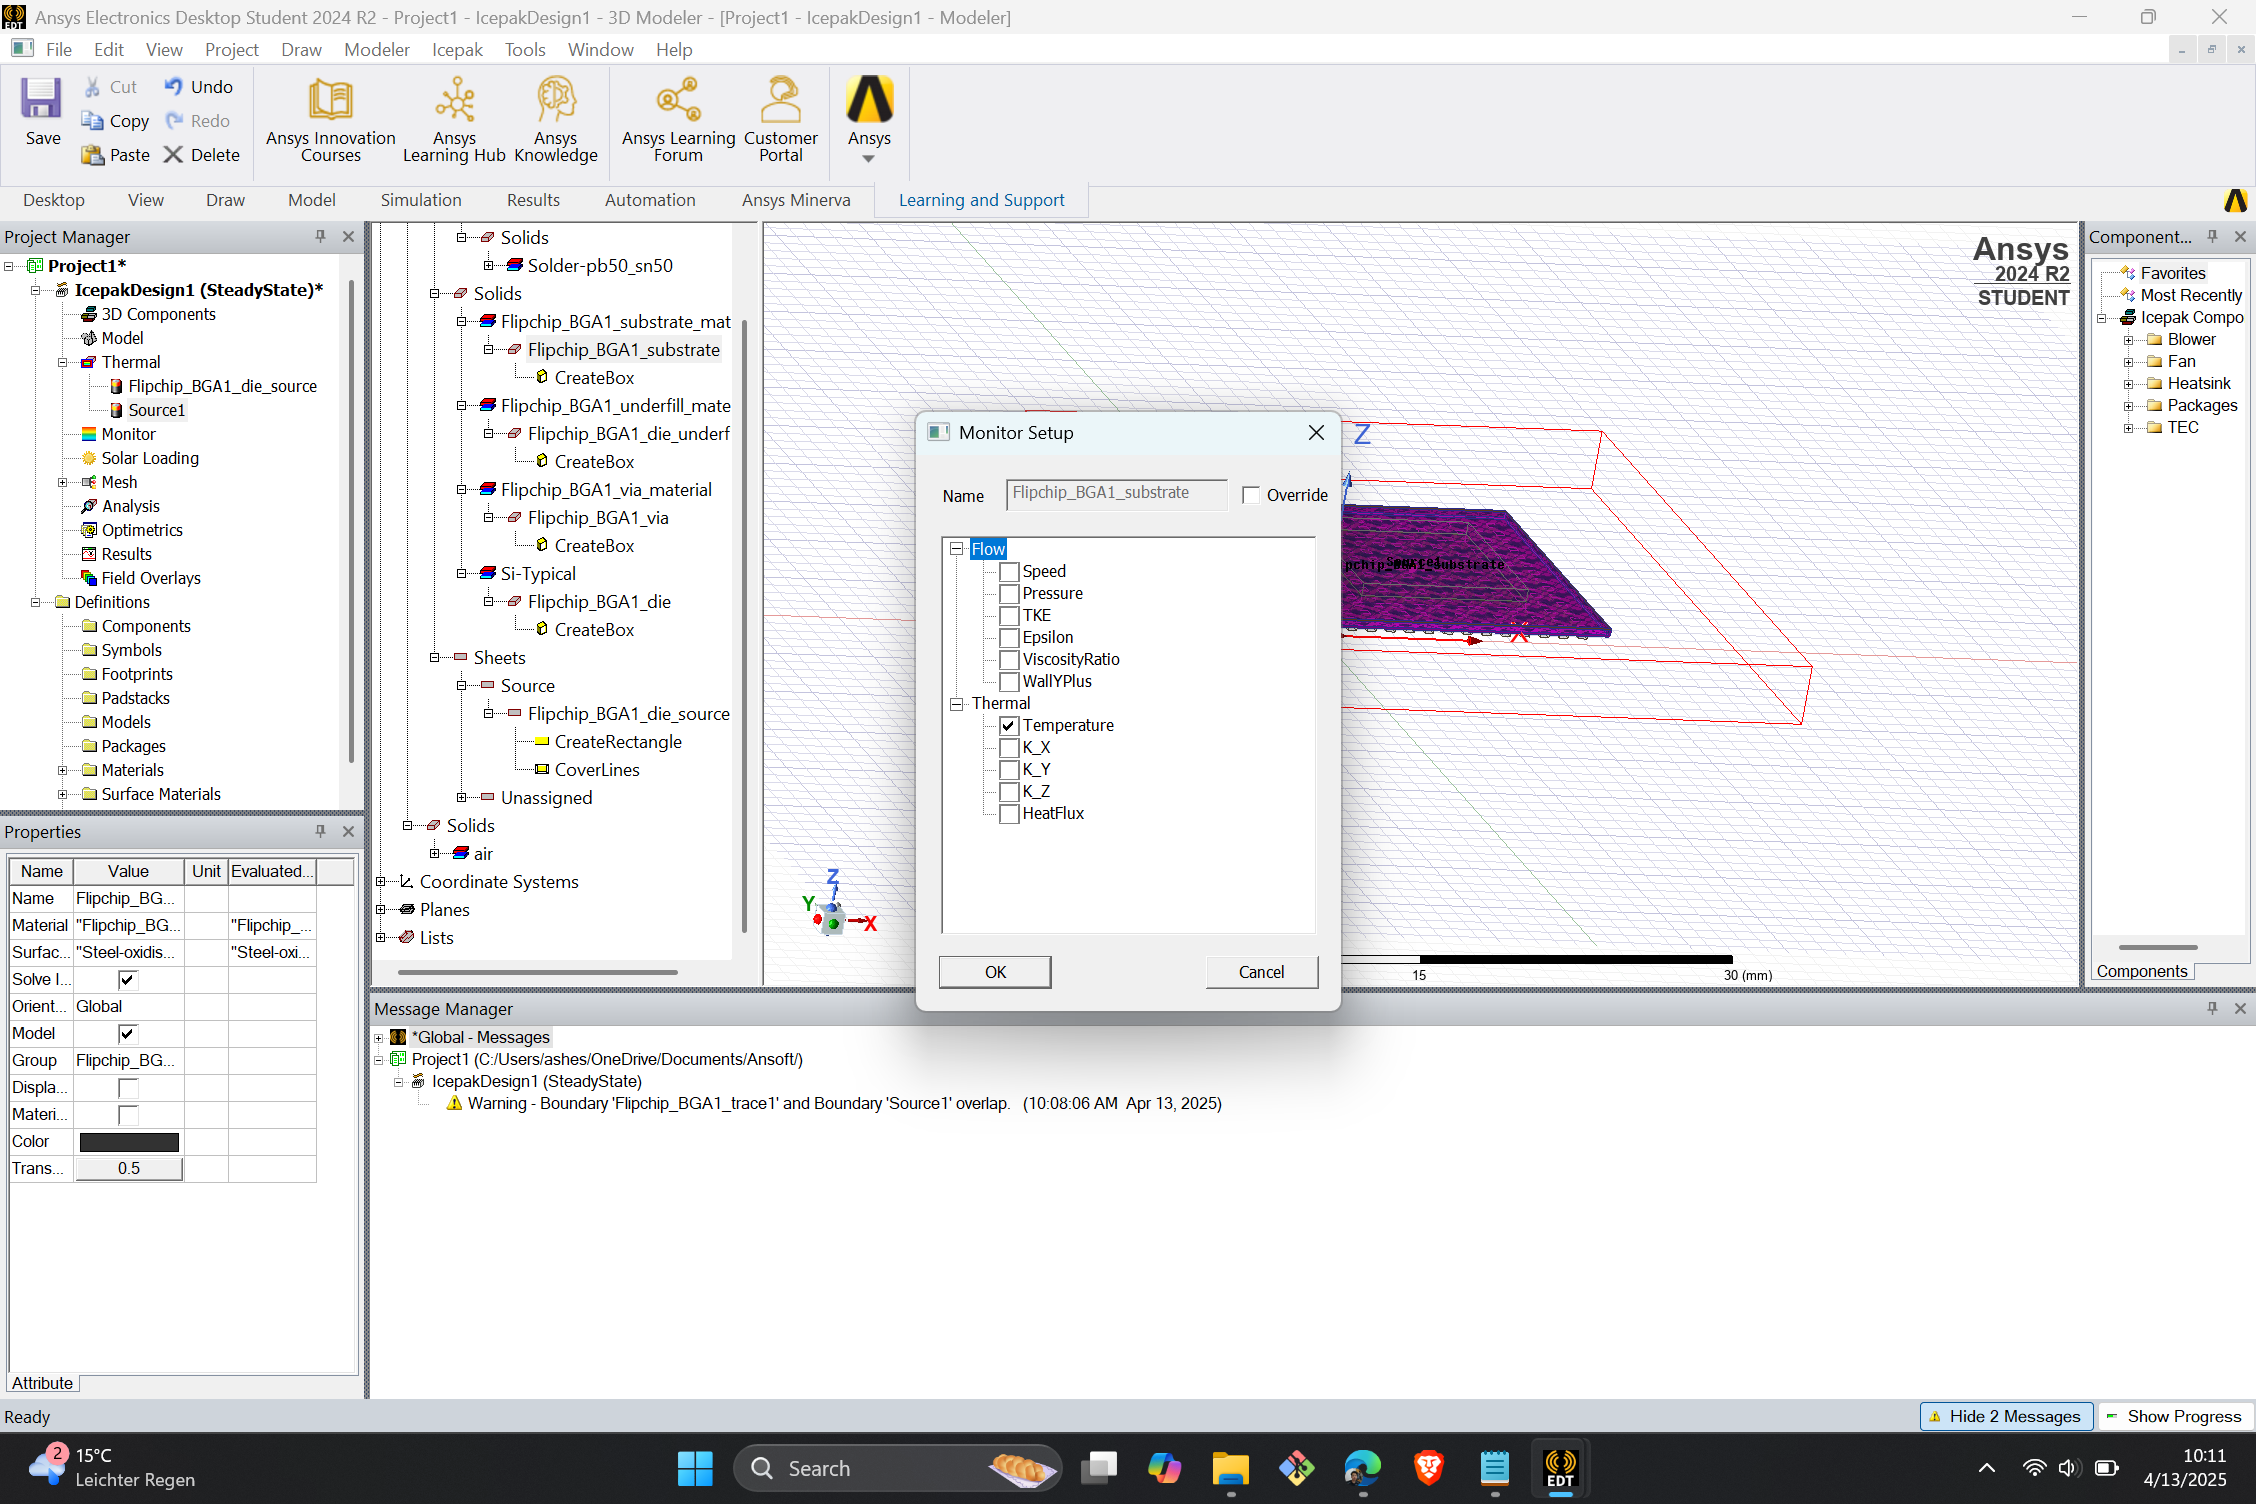 Ansys Electronics Desktop Student 2024 R2 - Project1 - IcepakDesign1 - 3D Modeler - [Project1 - IcepakDesign1 - Modeler]
File Edit View Project Draw Modeler Icepak Tools Window Help
Save
Cut
Copy
Paste
Undo
Redo
Delete
Ansys Innovation Courses
Ansys Learning Hub
Ansys Knowledge
Ansys Learning Forum
Customer Portal
Ansys
Desktop View Draw Model Simulation Results Automation Ansys Minerva Learning and Support
Project Manager
Project1*
IcepakDesign1 (SteadyState)*
3D Components
Model
Thermal
Flipchip_BGA1_die_source
Source1
Monitor
Solar Loading
Mesh
Analysis
Optimetrics
Results
Field Overlays
Definitions
Components
Symbols
Footprints
Padstacks
Models
Packages
Materials
Surface Materials
Properties
Name Value Unit Evaluated...
Name Flipchip_BG...
Material "Flipchip_BG... "Flipchip_...
Surfac... "Steel-oxidis... "Steel-oxi...
Solve I...
Orient... Global
Model
Group Flipchip_BG...
Displa...
Materi...
Color
Trans... 0.5
Attribute
Solids
Solder-pb50_sn50
Solids
Flipchip_BGA1_substrate_mat
Flipchip_BGA1_substrate
CreateBox
Flipchip_BGA1_underfill_mate
Flipchip_BGA1_die_underf
CreateBox
Flipchip_BGA1_via_material
Flipchip_BGA1_via
CreateBox
Si-Typical
Flipchip_BGA1_die
CreateBox
Sheets
Source
Flipchip_BGA1_die_source
CreateRectangle
CoverLines
Unassigned
Solids
air
Coordinate Systems
Planes
Lists
Ansys
2024 R2
STUDENT
Z
Z
Y
X
X
15
30 (mm)
Monitor Setup
Name Flipchip_BGA1_substrate Override
Flow
Speed
Pressure
TKE
Epsilon
ViscosityRatio
WallYPlus
Thermal
Temperature
K_X
K_Y
K_Z
HeatFlux
OK Cancel
Component...
Favorites
Most Recently
Icepak Compo
Blower
Fan
Heatsink
Packages
TEC
Components
Message Manager
*Global - Messages
Project1 (C:/Users/ashes/OneDrive/Documents/Ansoft/)
IcepakDesign1 (SteadyState)
Warning - Boundary 'Flipchip_BGA1_trace1' and Boundary 'Source1' overlap. (10:08:06 AM Apr 13, 2025)
Ready
Hide 2 Messages
Show Progress
2
15°C
Leichter Regen
Search
EDT
10:11
4/13/2025